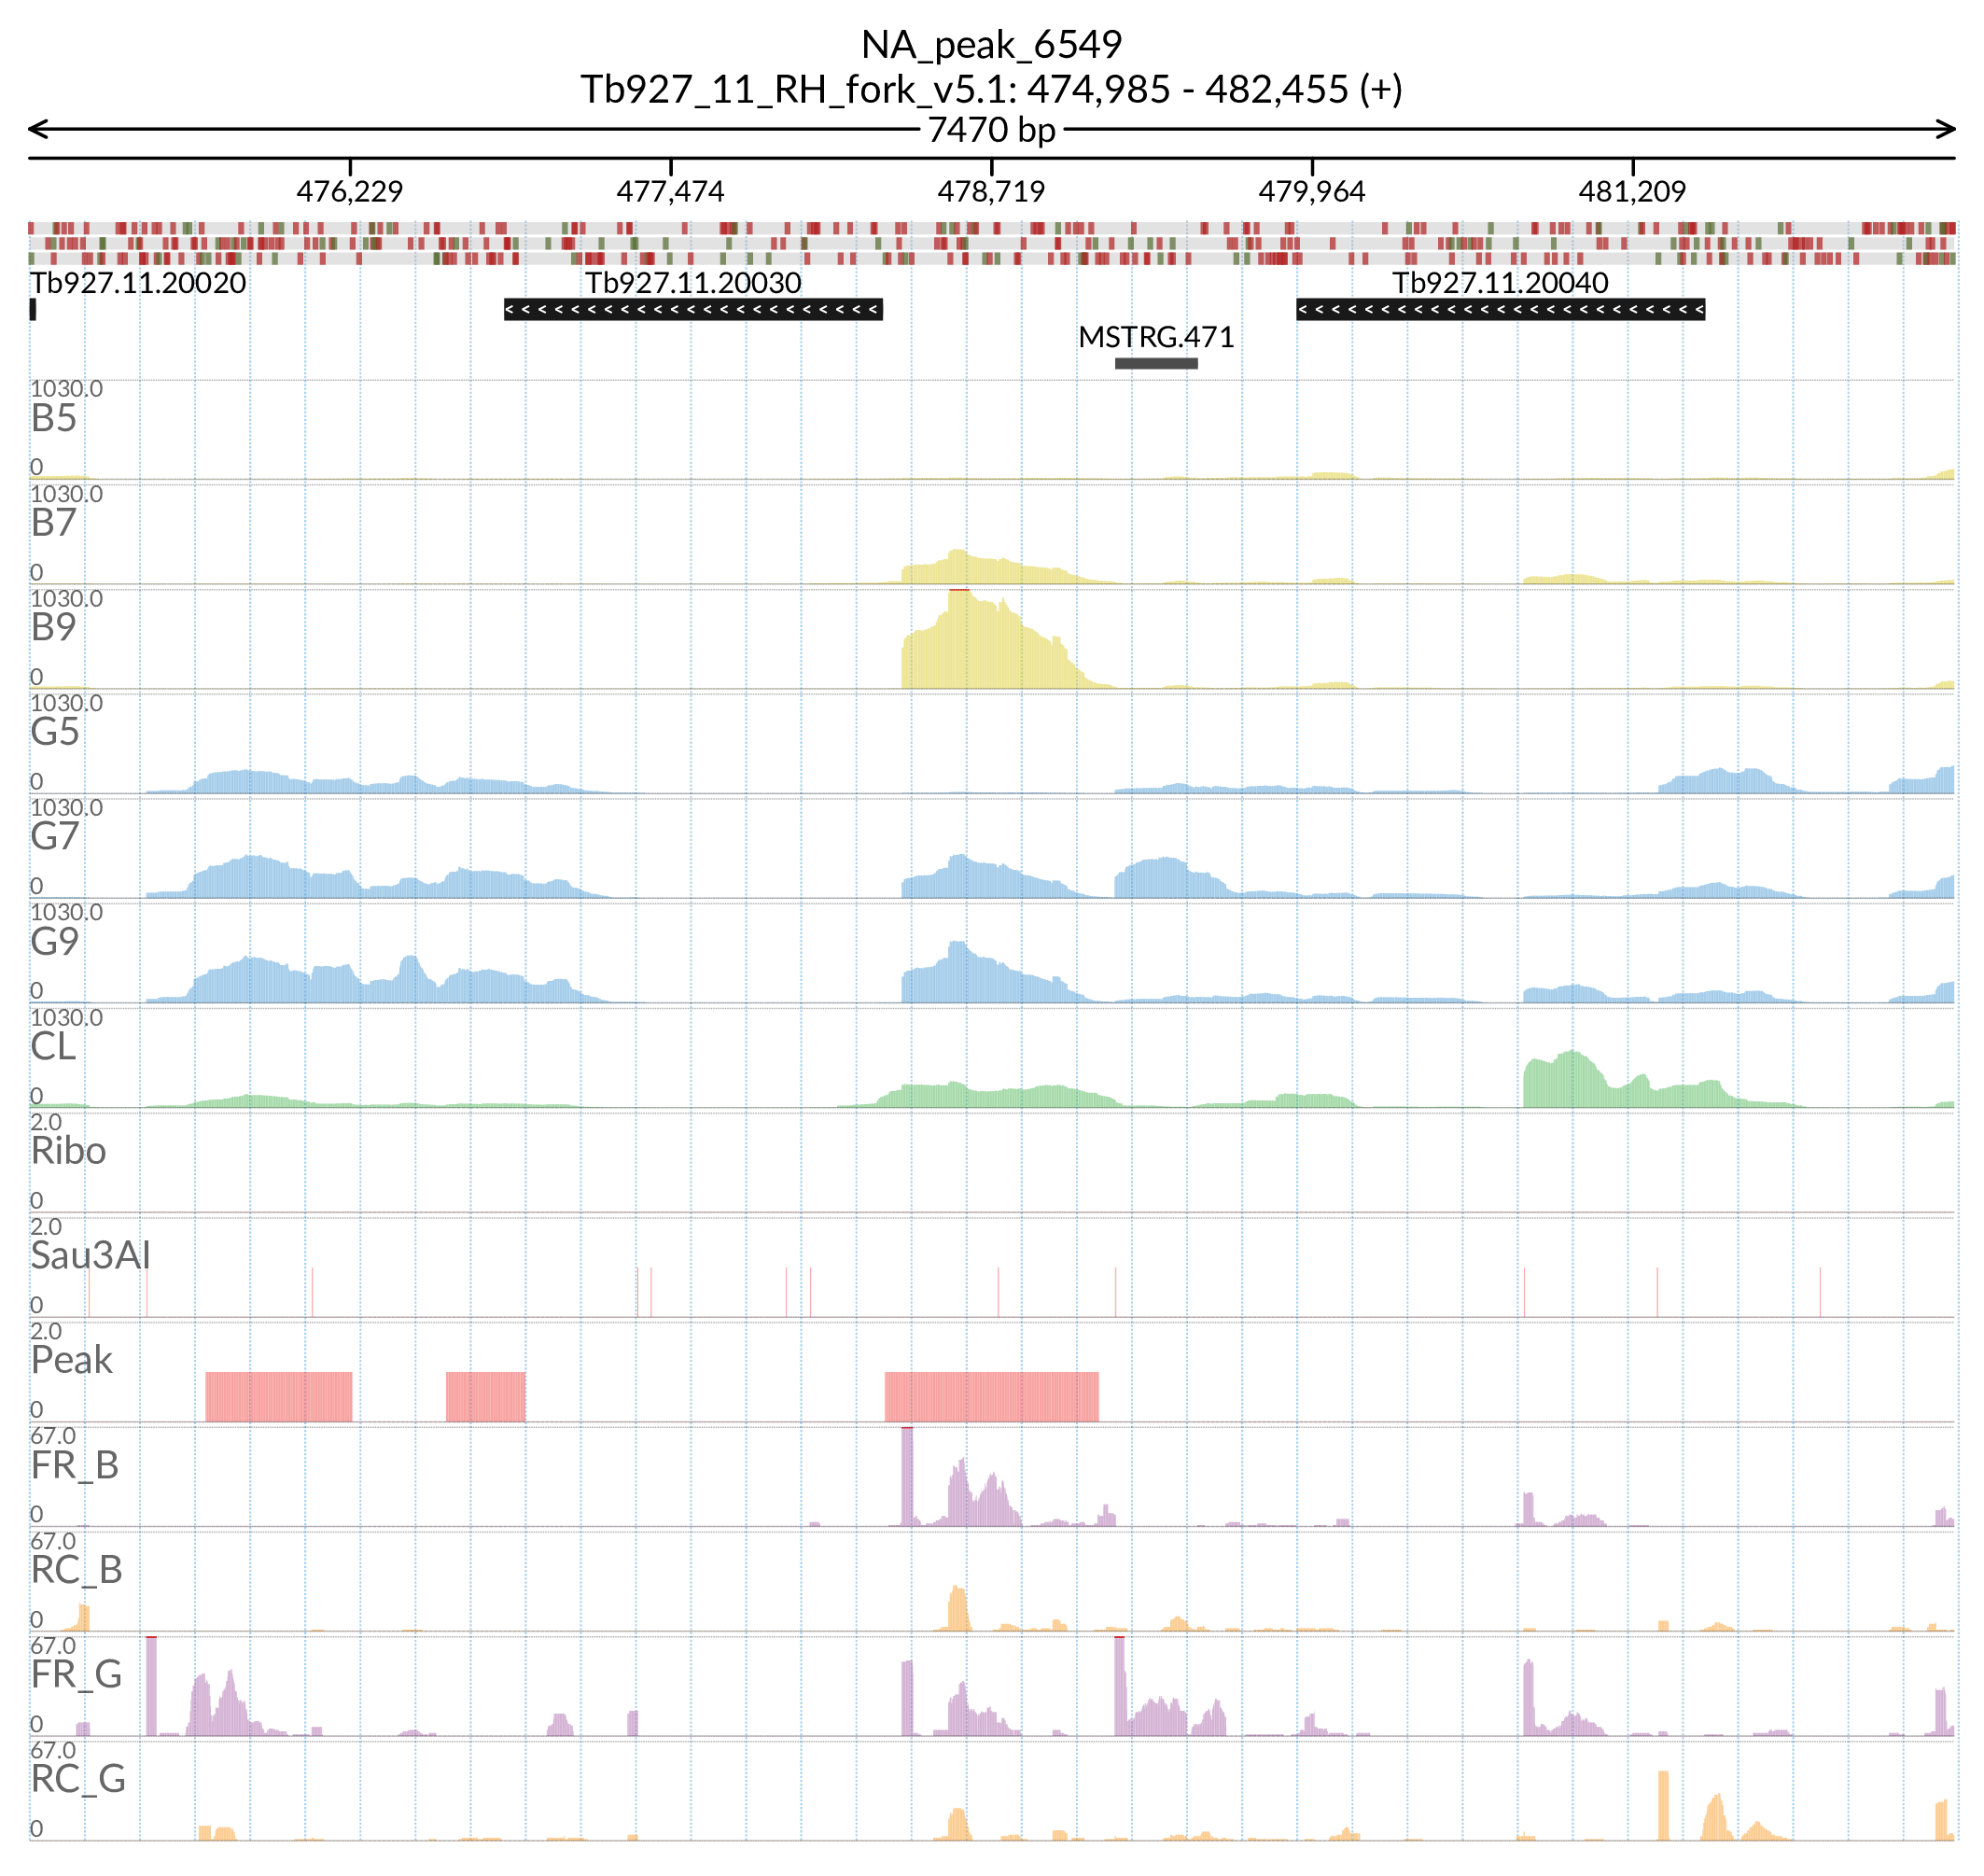 NA_peak_6549
Tb927_11_RH_fork_v5.1: 474,985 - 482,455 (+)
7470 bp
476,229 477,474 478,719 479,964 481,209
Tb927.11.20020 Tb927.11.20030 Tb927.11.20040
MSTRG.471
1030.0
B5
0
1030.0
B7
0
1030.0
B9
0
1030.0
G5
0
1030.0
G7
0
1030.0
G9
0
1030.0
CL
0
2.0
Ribo
0
2.0
Sau3AI
0
2.0
Peak
0
67.0
FR_B
0
67.0
RC_B
0
67.0
FR_G
0
67.0
RC_G
0